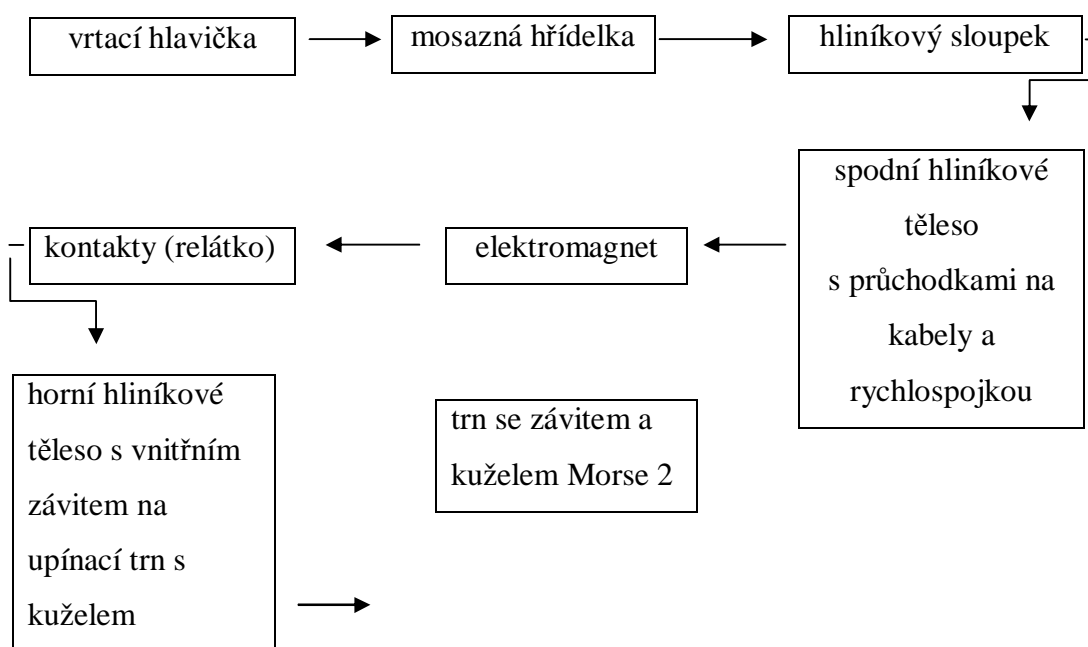 vrtací hlavička
mosazná hřídelka
hliníkový sloupek
spodní hliníkové
těleso
s průchodkami na
kabely a
rychlospojkou
elektromagnet
kontakty (relátko)
horní hliníkové
těleso s vnitřním
závitem na
upínací trn s
kuželem
trn se závitem a
kuželem Morse 2